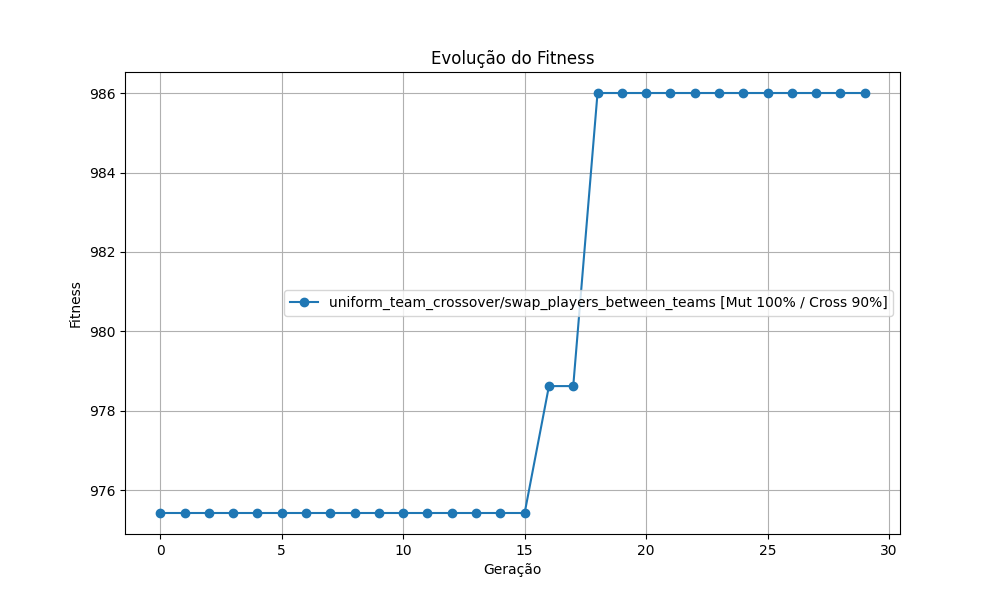 Evolução do Fitness
Fitness
986
984
982
980
978
976
uniform_team_crossover/swap_players_between_teams [Mut 100% / Cross 90%]
0 5 10 15 20 25 30
Geração